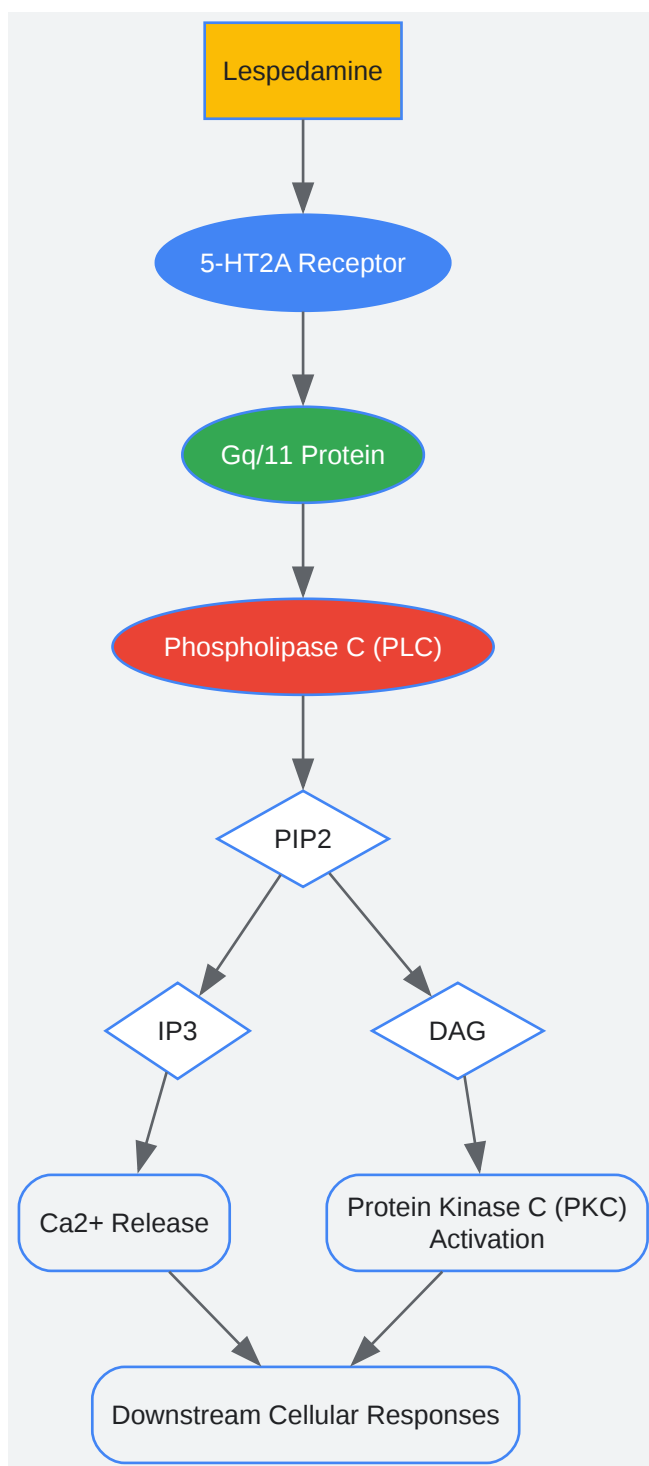 Lespedamine
5-HT2A Receptor
Gq/11 Protein
Phospholipase C (PLC)
PIP2
IP3
DAG
Ca2+ Release
Protein Kinase C (PKC)
Activation
Downstream Cellular Responses